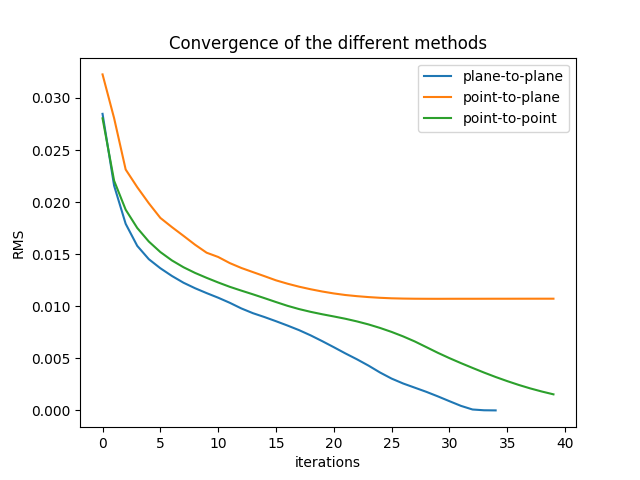 Convergence of the different methods
plane-to-plane
point-to-plane
point-to-point
RMS
0.030
0.025
0.020
0.015
0.010
0.005
0.000
0 5 10 15 20 25 30 35 40
iterations